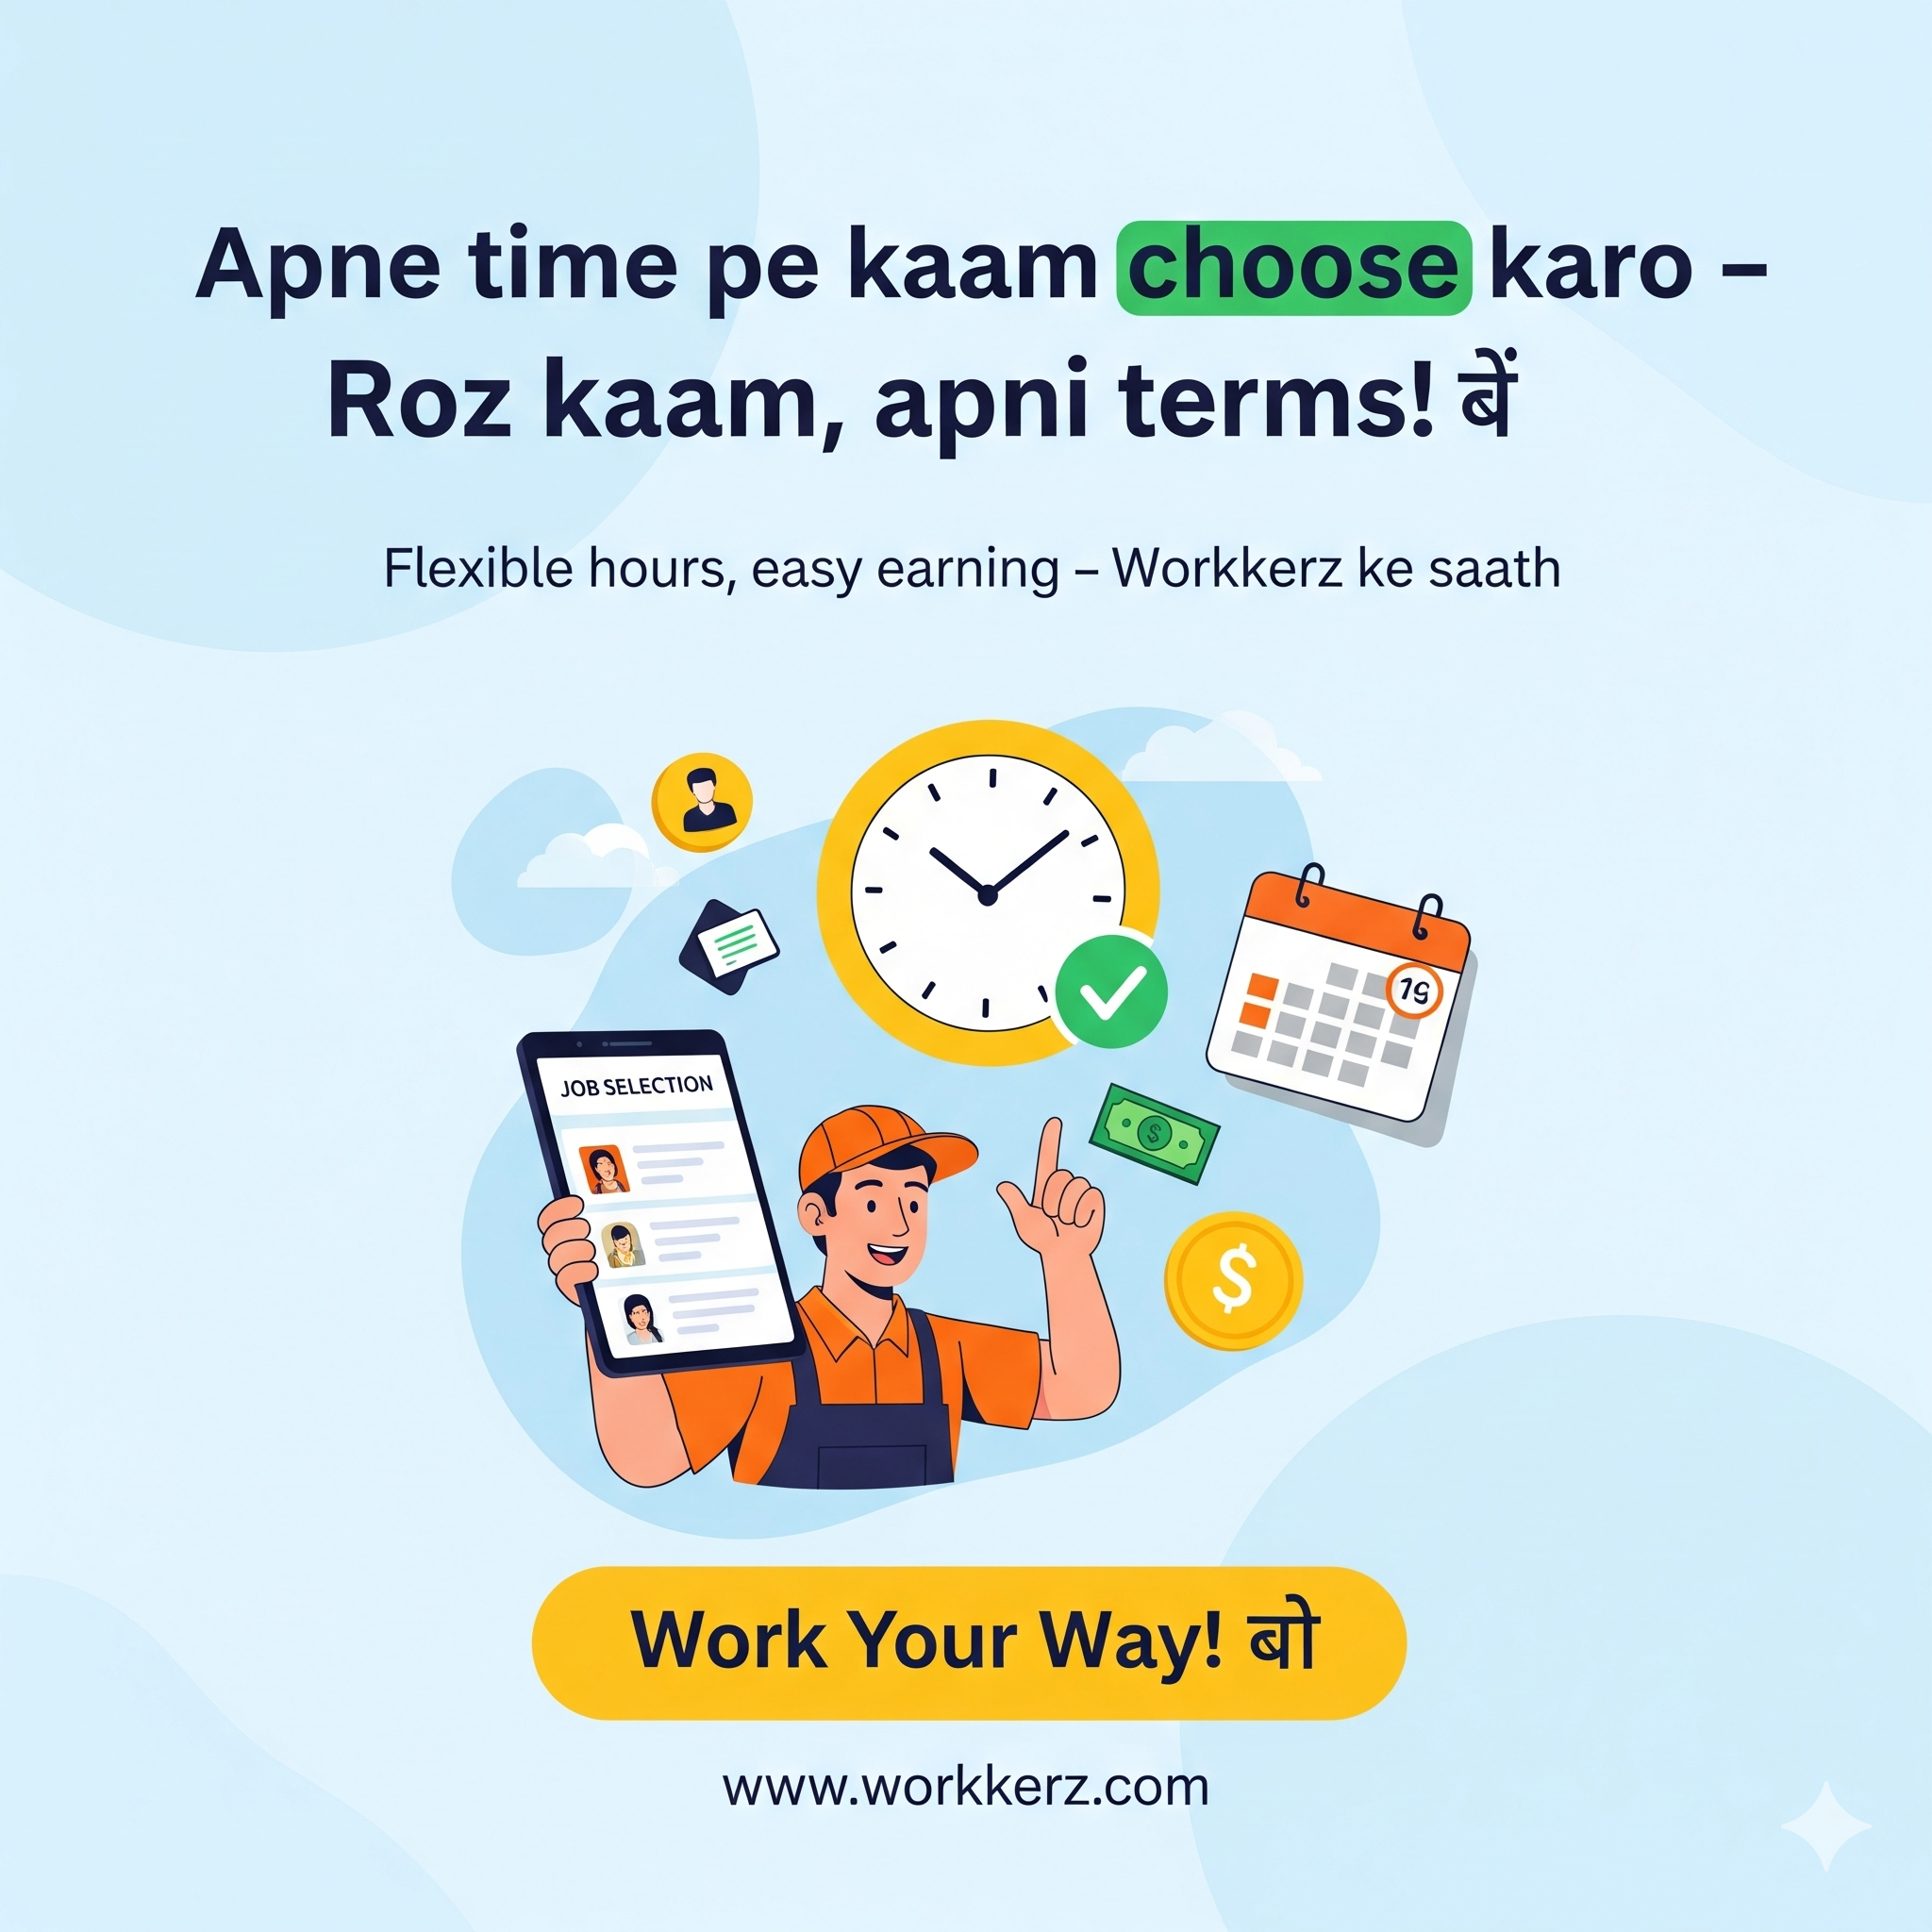 Apne time pe kaam choose karo –
Roz kaam, apni terms! बें
Flexible hours, easy earning – Workkerz ke saath
19
JOB SELECTION
$
$
Work Your Way! बो
www.workkerz.com